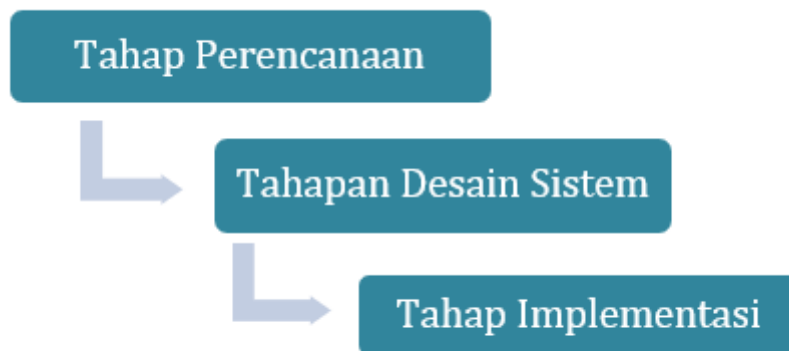 Tahap Perencanaan
Tahapan Desain Sistem
Tahap Implementasi